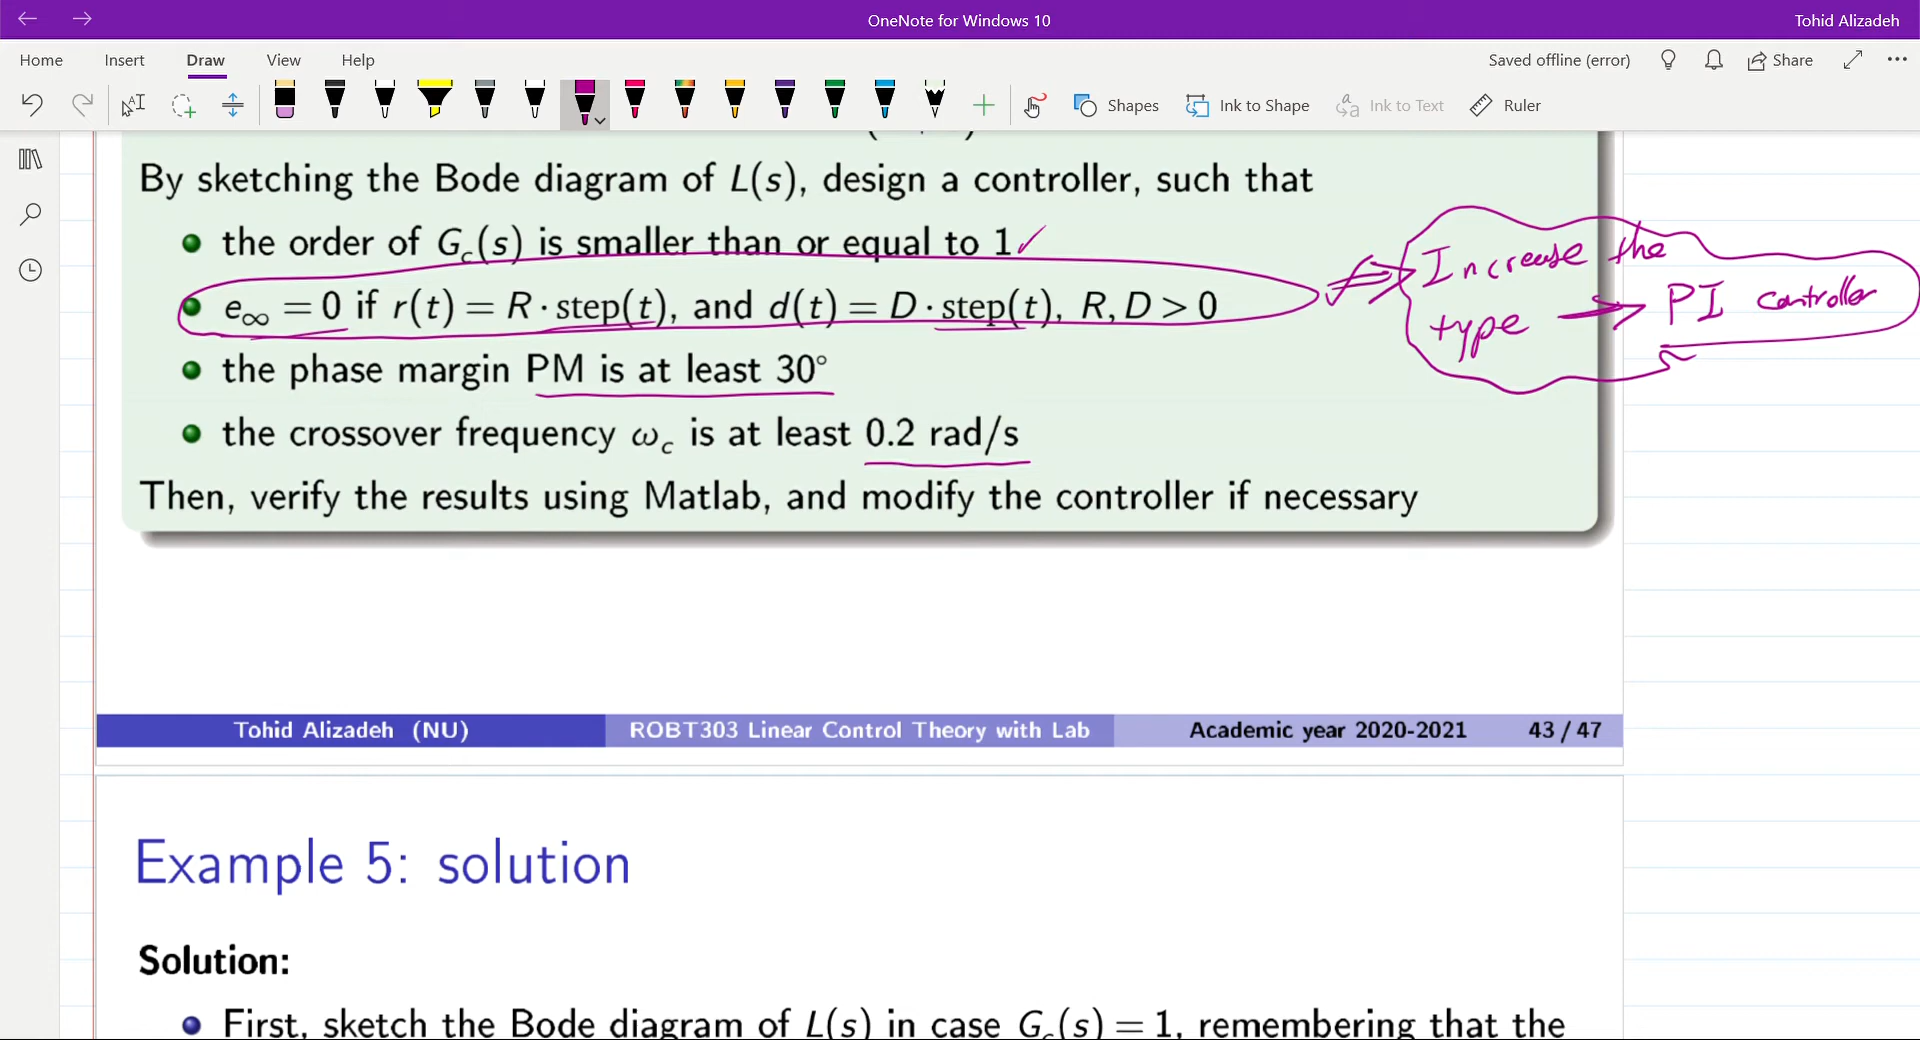 OneNote for Windows 10
Tohid Alizadeh
Home Insert Draw View Help
Saved offline (error) Share
Shapes Ink to Shape Ink to Text Ruler
By sketching the Bode diagram of L(s), design a controller, such that
the order of G_c(s) is smaller than or equal to 1 ✓
e_∞ = 0 if r(t) = R · step(t), and d(t) = D · step(t), R, D > 0
the phase margin PM is at least 30°
the crossover frequency ω_c is at least 0.2 rad/s
Then, verify the results using Matlab, and modify the controller if necessary
Increase the
type → PI controller
Tohid Alizadeh (NU) ROBT303 Linear Control Theory with Lab Academic year 2020-2021 43 / 47
Example 5: solution
Solution:
First, sketch the Bode diagram of L(s) in case G_c(s) = 1, remembering that the